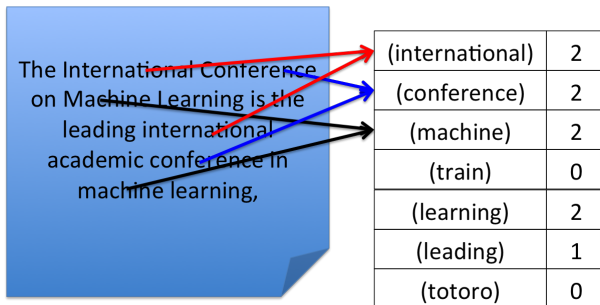 The International Conference
on Machine Learning is the
leading international
academic conference in
machine learning,
(international) 2
(conference) 2
(machine) 2
(train) 0
(learning) 2
(leading) 1
(totoro) 0